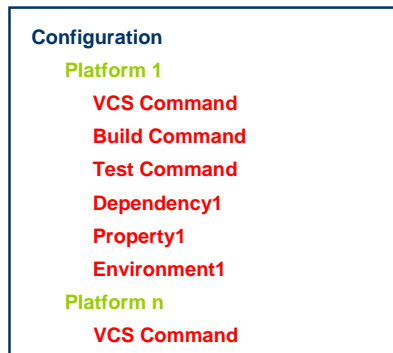 Configuration
Platform 1
VCS Command
Build Command
Test Command
Dependency1
Property1
Environment1
Platform n
VCS Command